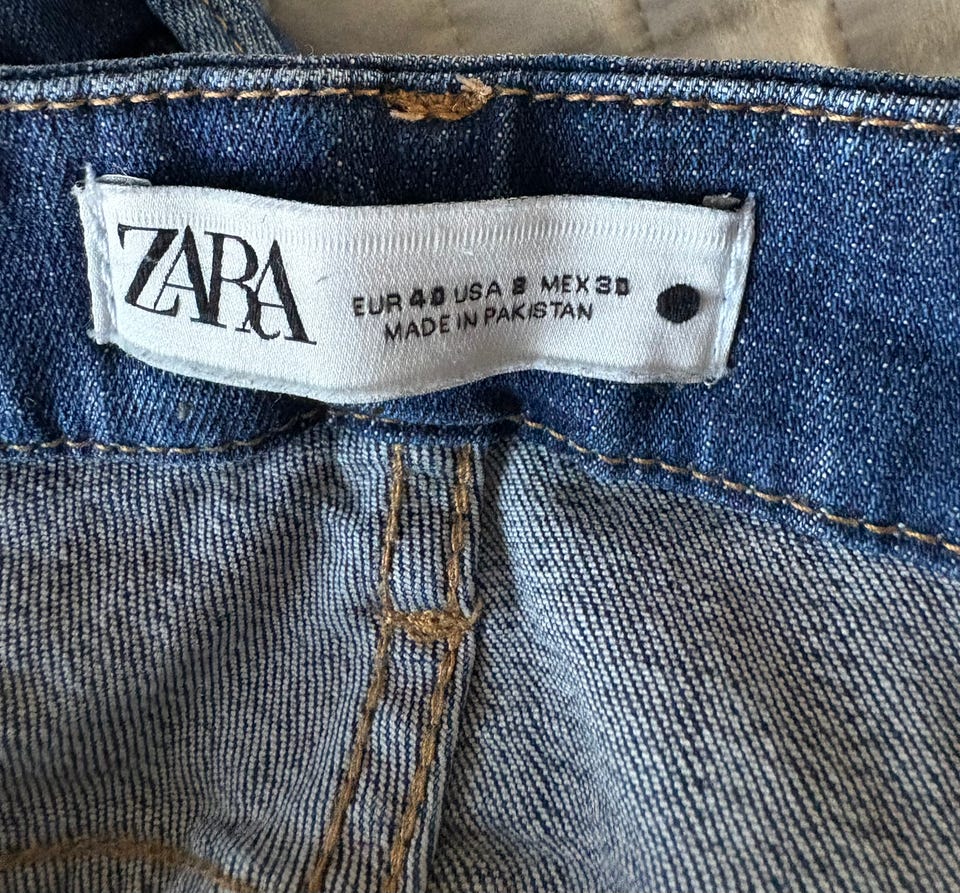 ZARA
EUR 40 USA 8 MEX 30
MADE IN PAKISTAN